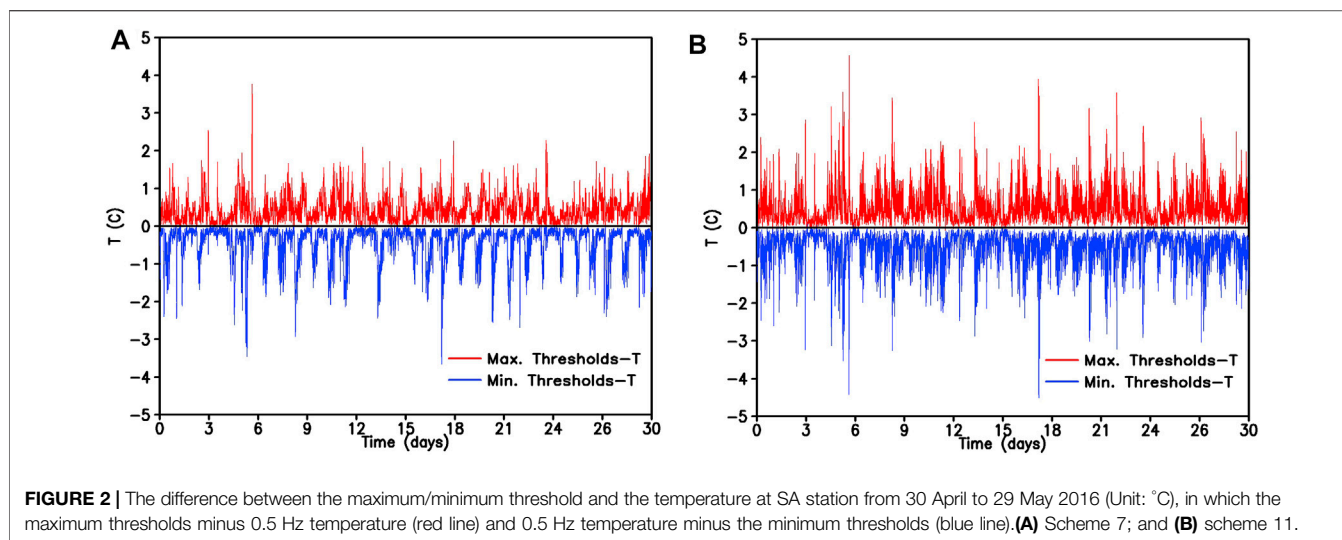 A
5
4
3
2
1
0
−1
−2
−3
−4
−5
T (C)
Max. Thresholds−T
Min. Thresholds−T
0 3 6 9 12 15 18 21 24 26 30
Time (days)
B
5
4
3
2
1
0
−1
−2
−3
−4
−5
T (C)
Max. Thresholds−T
Min. Thresholds−T
0 3 6 9 12 15 18 21 24 26 30
Time (days)
FIGURE 2 | The difference between the maximum/minimum threshold and the temperature at SA station from 30 April to 29 May 2016 (Unit: °C), in which the
maximum thresholds minus 0.5 Hz temperature (red line) and 0.5 Hz temperature minus the minimum thresholds (blue line).(A) Scheme 7; and (B) scheme 11.